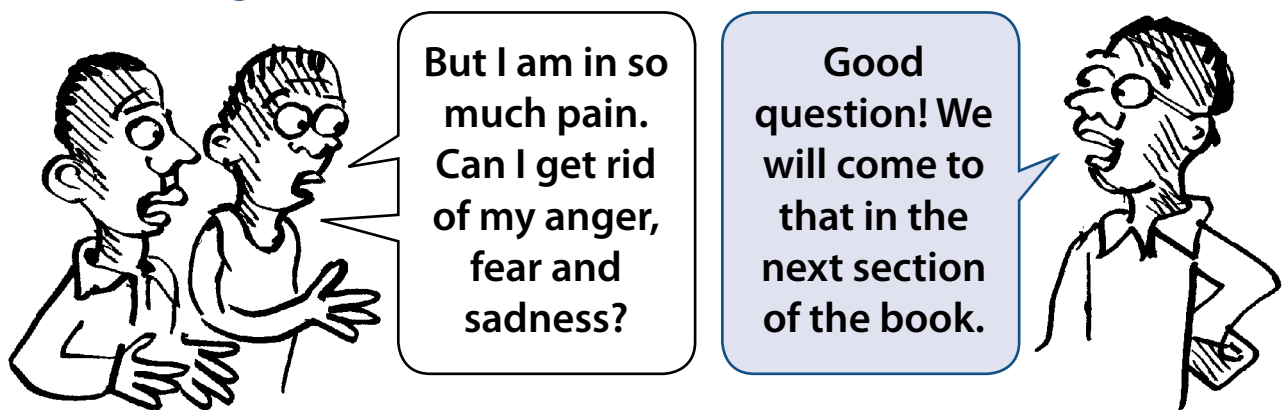 But I am in so
much pain.
Can I get rid
of my anger,
fear and
sadness?
Good
question! We
will come to
that in the
next section
of the book.